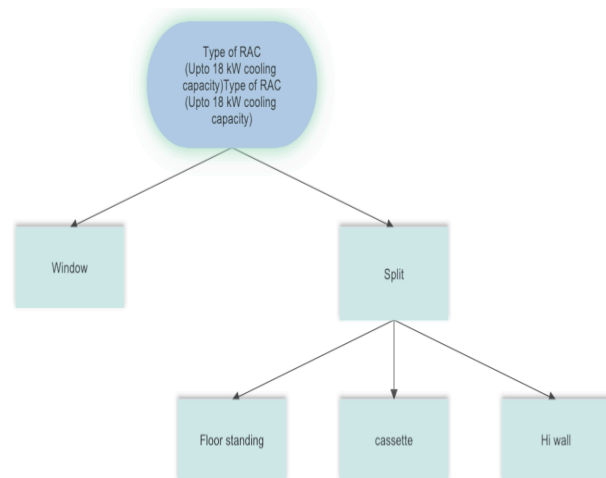 Type of RAC
(Upto 18 kW cooling
capacity)Type of RAC
(Upto 18 kW cooling
capacity)
Window
Split
Floor standing
cassette
Hi wall